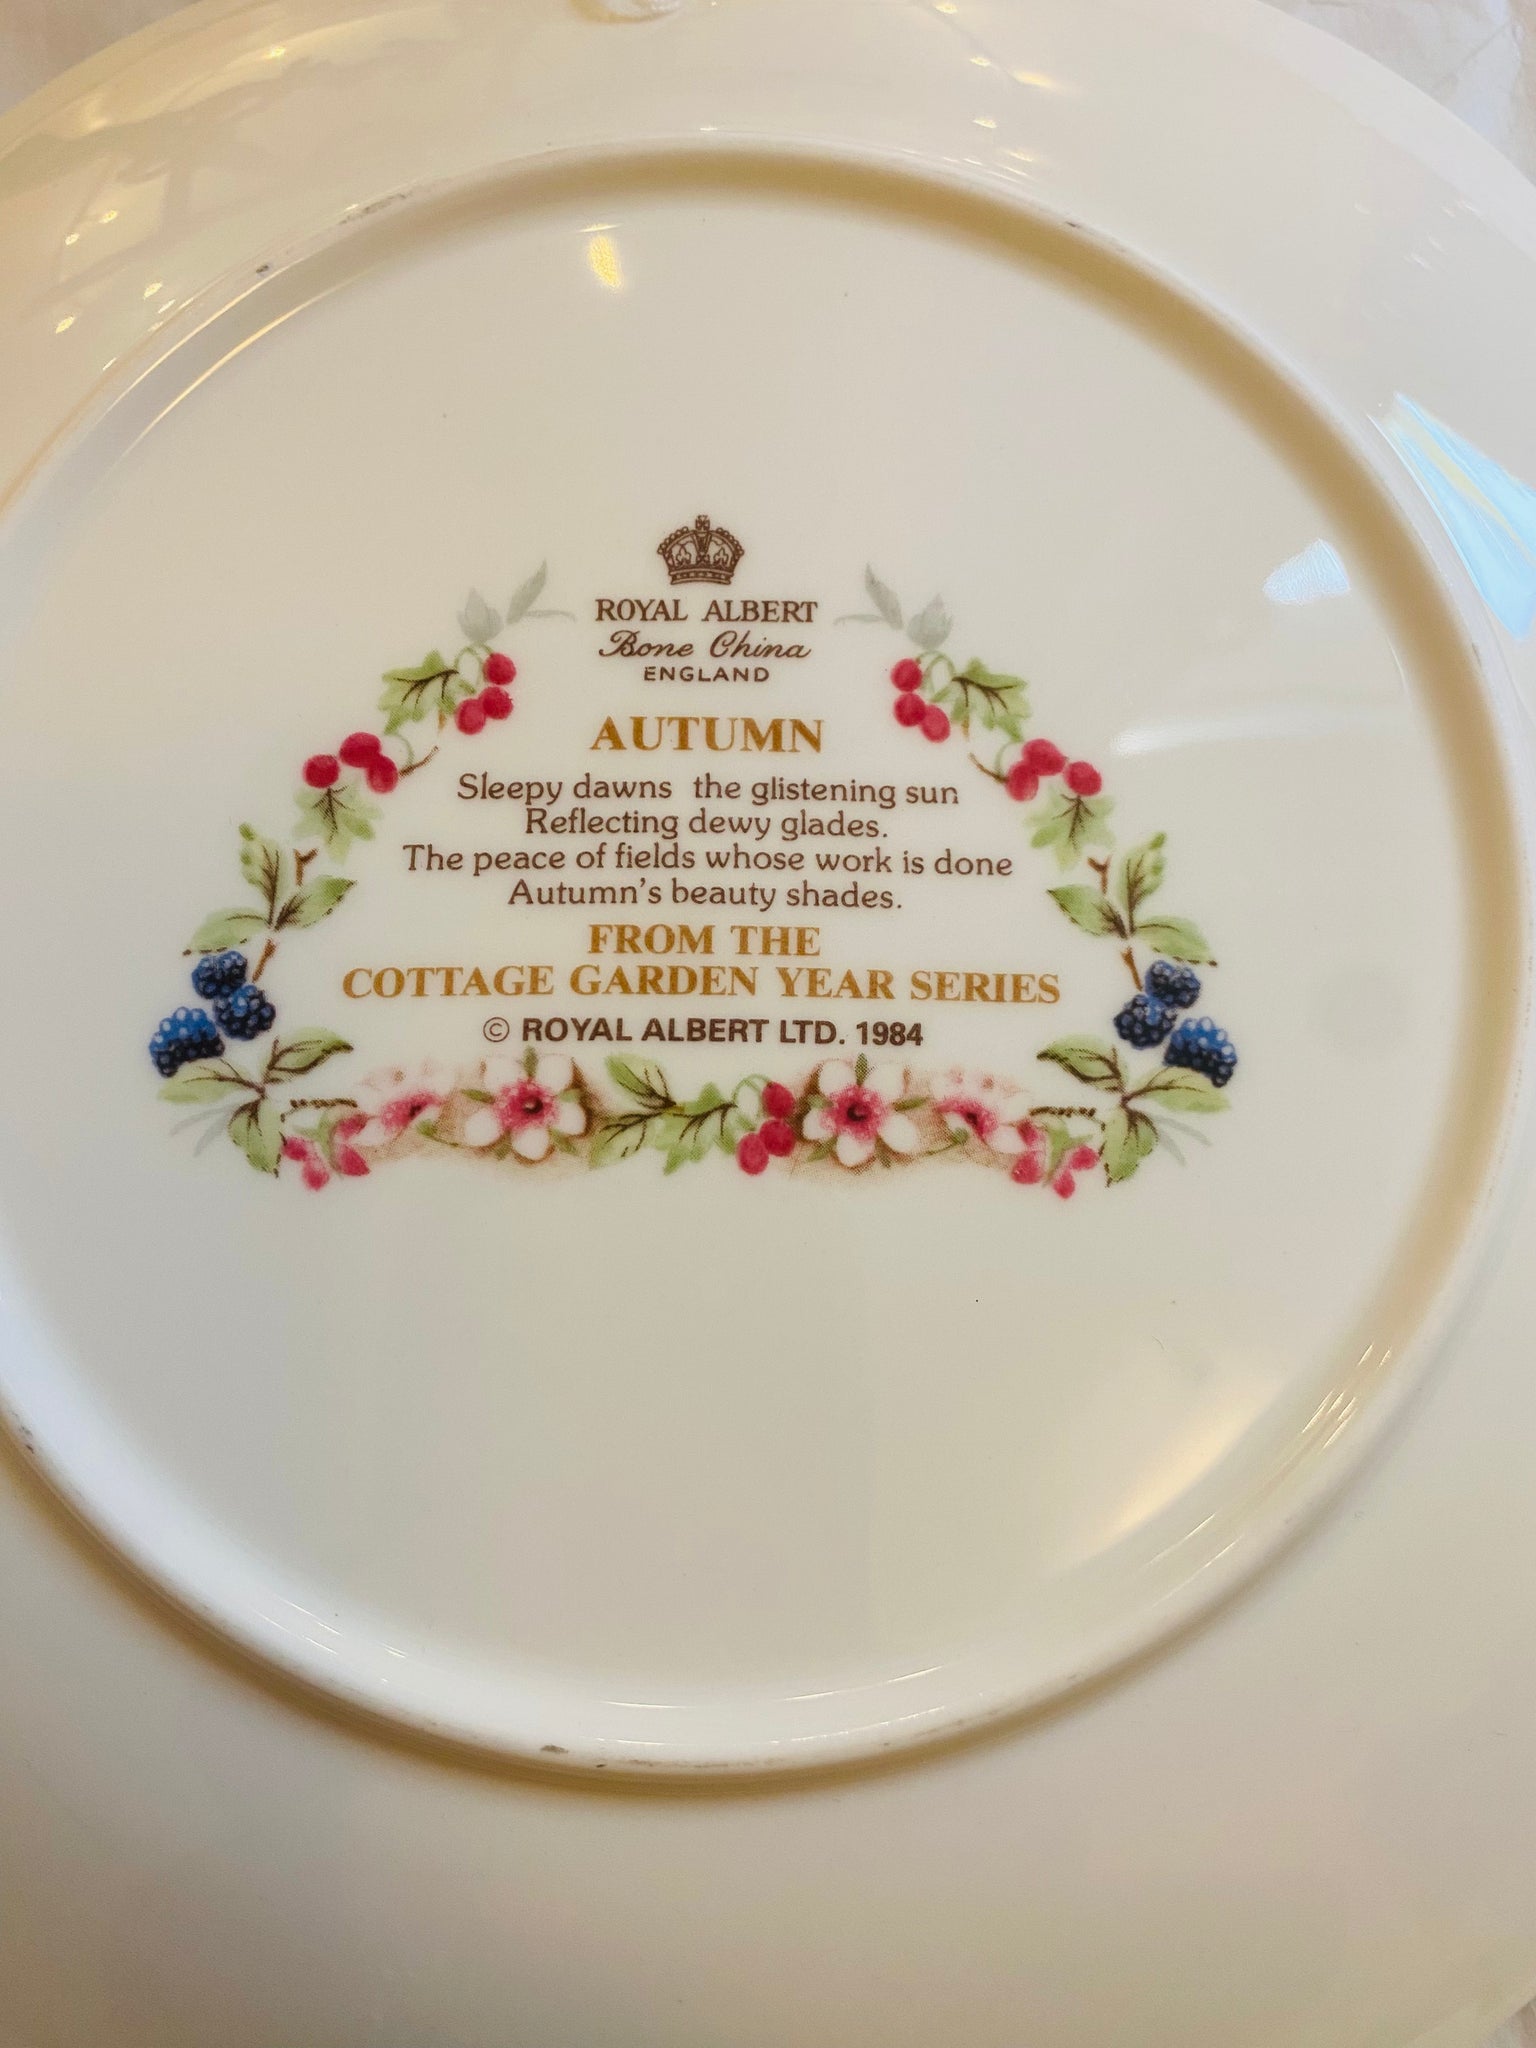 ROYAL ALBERT
Bone China
ENGLAND
AUTUMN
Sleepy dawns the glistening sun
Reflecting dewy glades.
The peace of fields whose work is done
Autumn's beauty shades.
FROM THE
COTTAGE GARDEN YEAR SERIES
© ROYAL ALBERT LTD. 1984